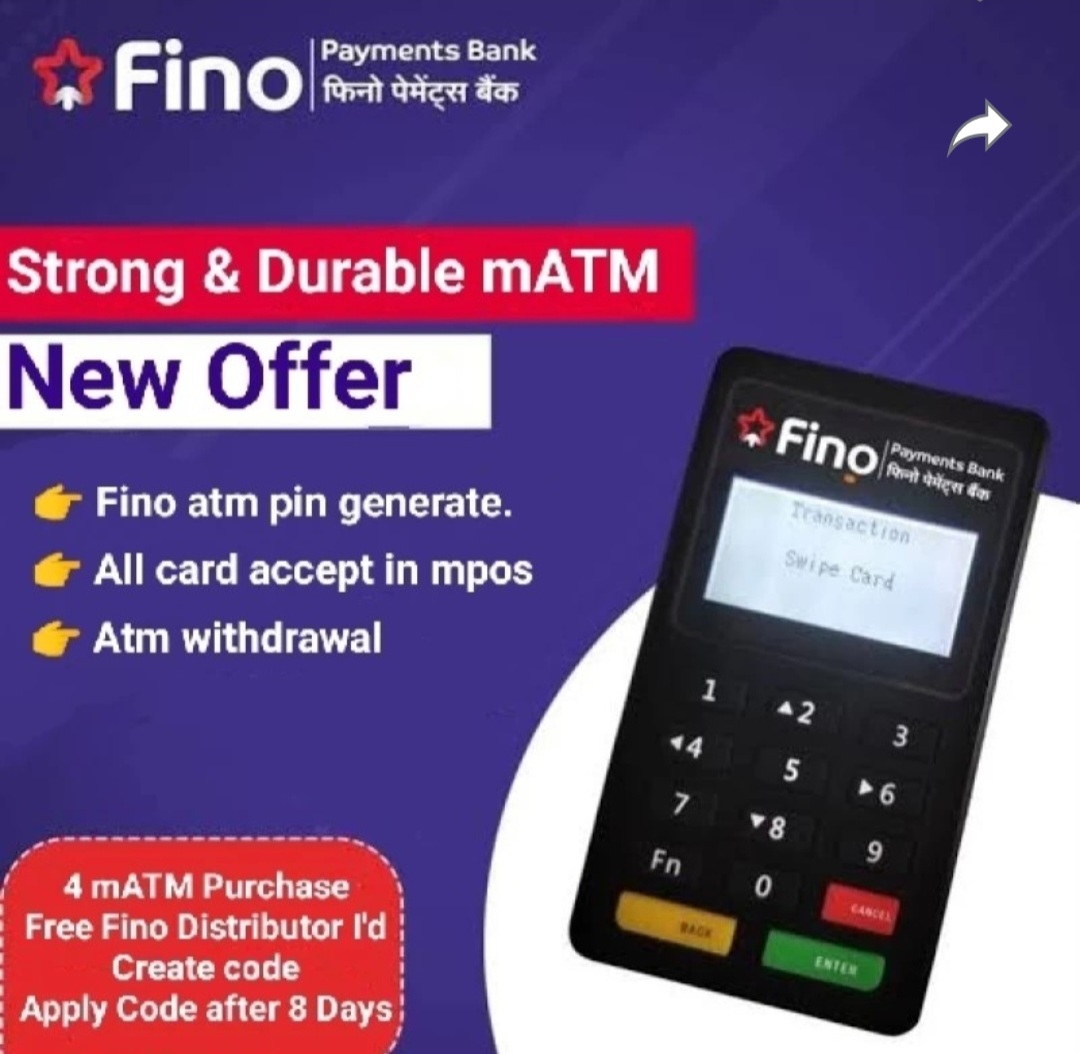 Fino
Payments Bank
फिनो पेमेंट्स बैंक
Strong & Durable mATM
New Offer
Fino atm pin generate.
All card accept in mpos
Atm withdrawal
Fino
Payments Bank
फिनो पेमेंट्स बैंक
Transaction
Swipe Card
1 2 3
4 5 6
7 8 9
Fn 0 CANCEL
BACK ENTER
4 mATM Purchase
Free Fino Distributor I'd
Create code
Apply Code after 8 Days